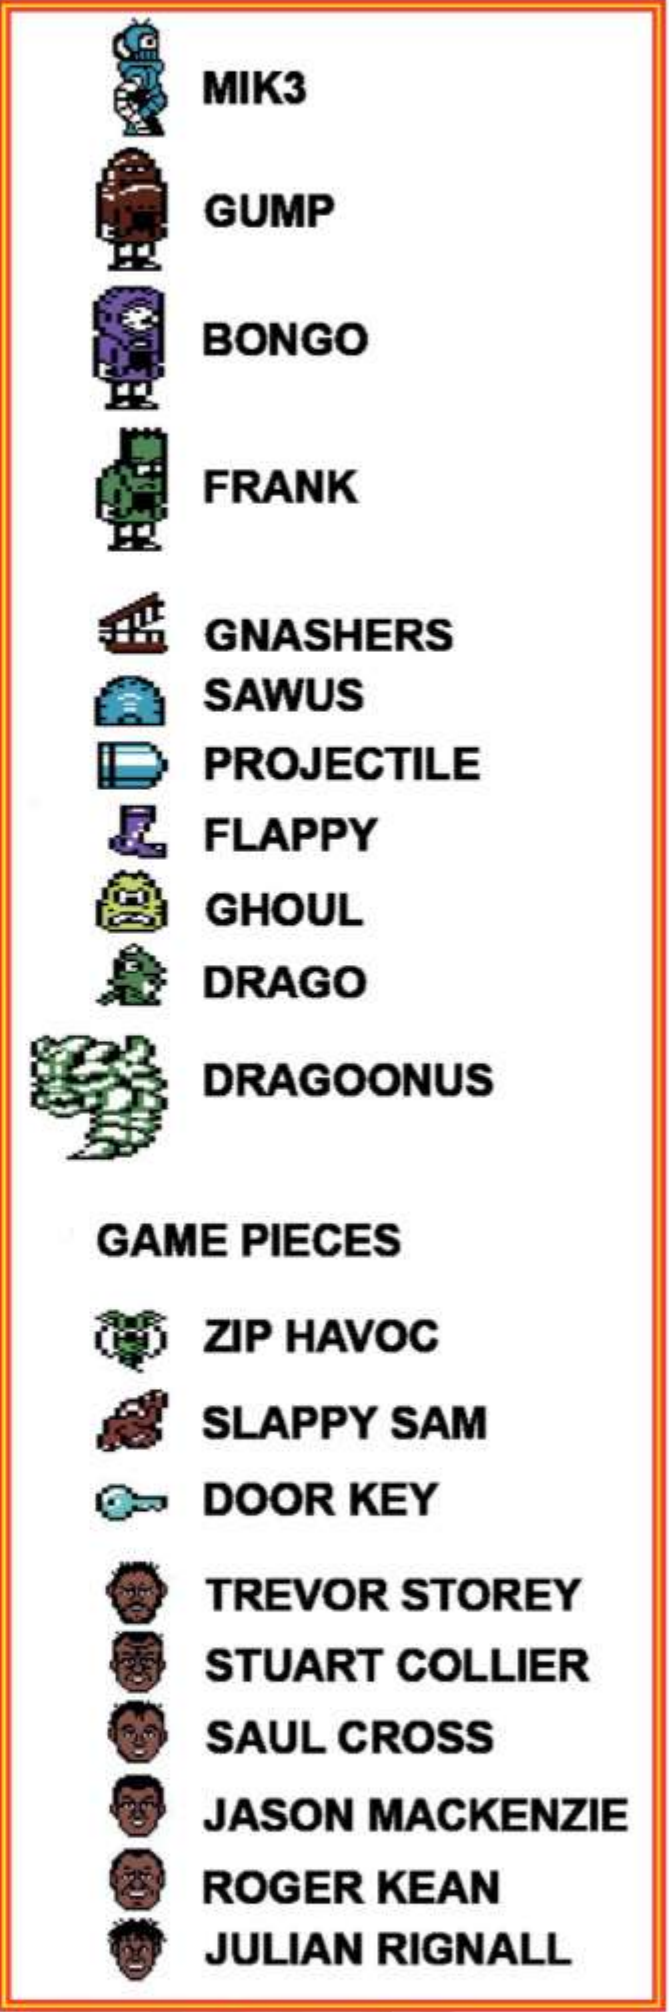 MIK3
GUMP
BONGO
FRANK
GNASHERS
SAWUS
PROJECTILE
FLAPPY
GHOUL
DRAGO
DRAGOONUS
GAME PIECES
ZIP HAVOC
SLAPPY SAM
DOOR KEY
TREVOR STOREY
STUART COLLIER
SAUL CROSS
JASON MACKENZIE
ROGER KEAN
JULIAN RIGNALL